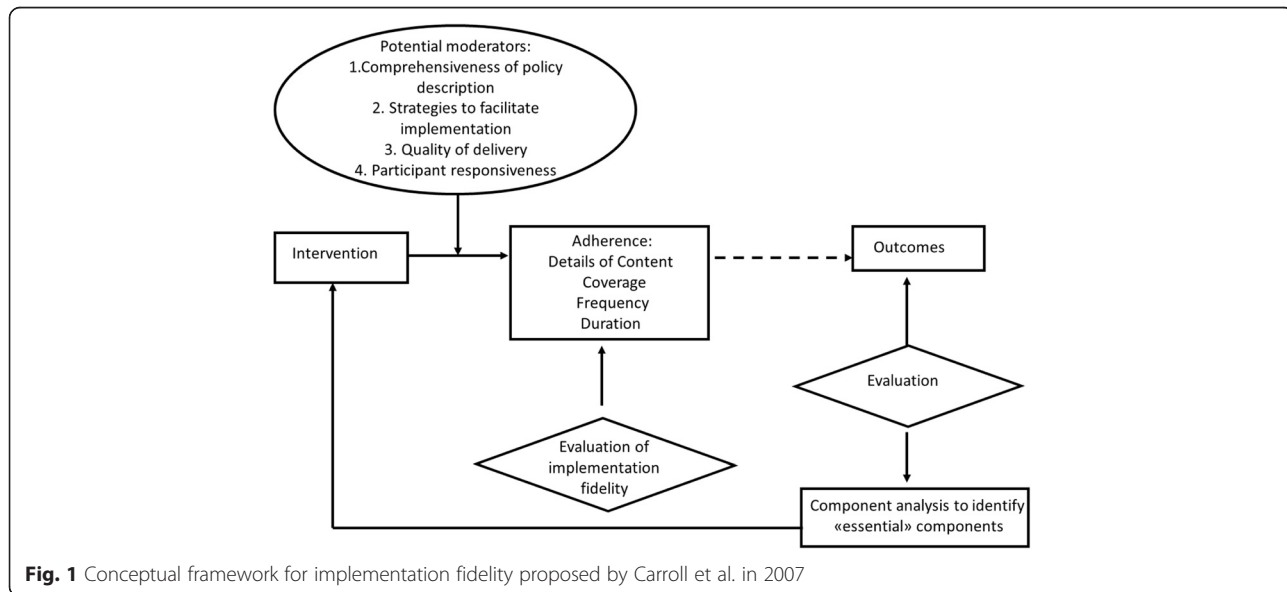 Potential moderators:
1.Comprehensiveness of policy
description
2. Strategies to facilitate
implementation
3. Quality of delivery
4. Participant responsiveness
Intervention
Adherence:
Details of Content
Coverage
Frequency
Duration
Outcomes
Evaluation
Evaluation of
implementation
fidelity
Component analysis to identify
«essential» components
Fig. 1 Conceptual framework for implementation fidelity proposed by Carroll et al. in 2007